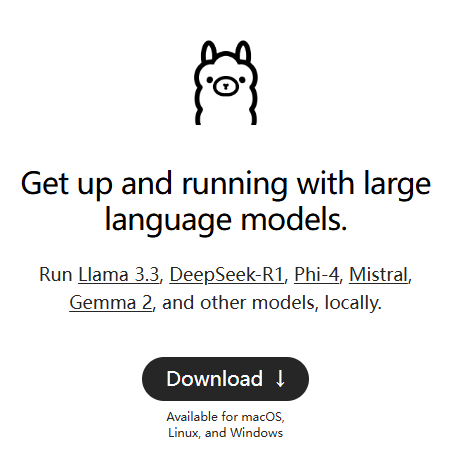 Get up and running with large
language models.
Run Llama 3.3, DeepSeek-R1, Phi-4, Mistral,
Gemma 2, and other models, locally.
Download ↓
Available for macOS,
Linux, and Windows